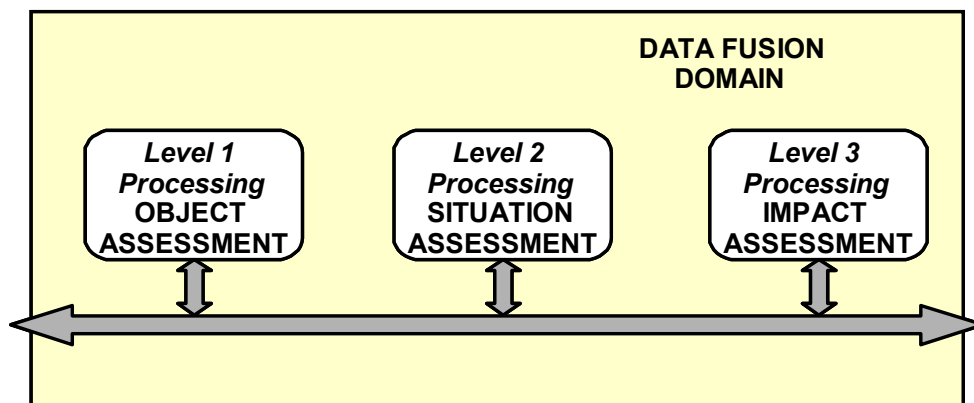 DATA FUSION
DOMAIN
Level 1
Processing
OBJECT
ASSESSMENT
Level 2
Processing
SITUATION
ASSESSMENT
Level 3
Processing
IMPACT
ASSESSMENT